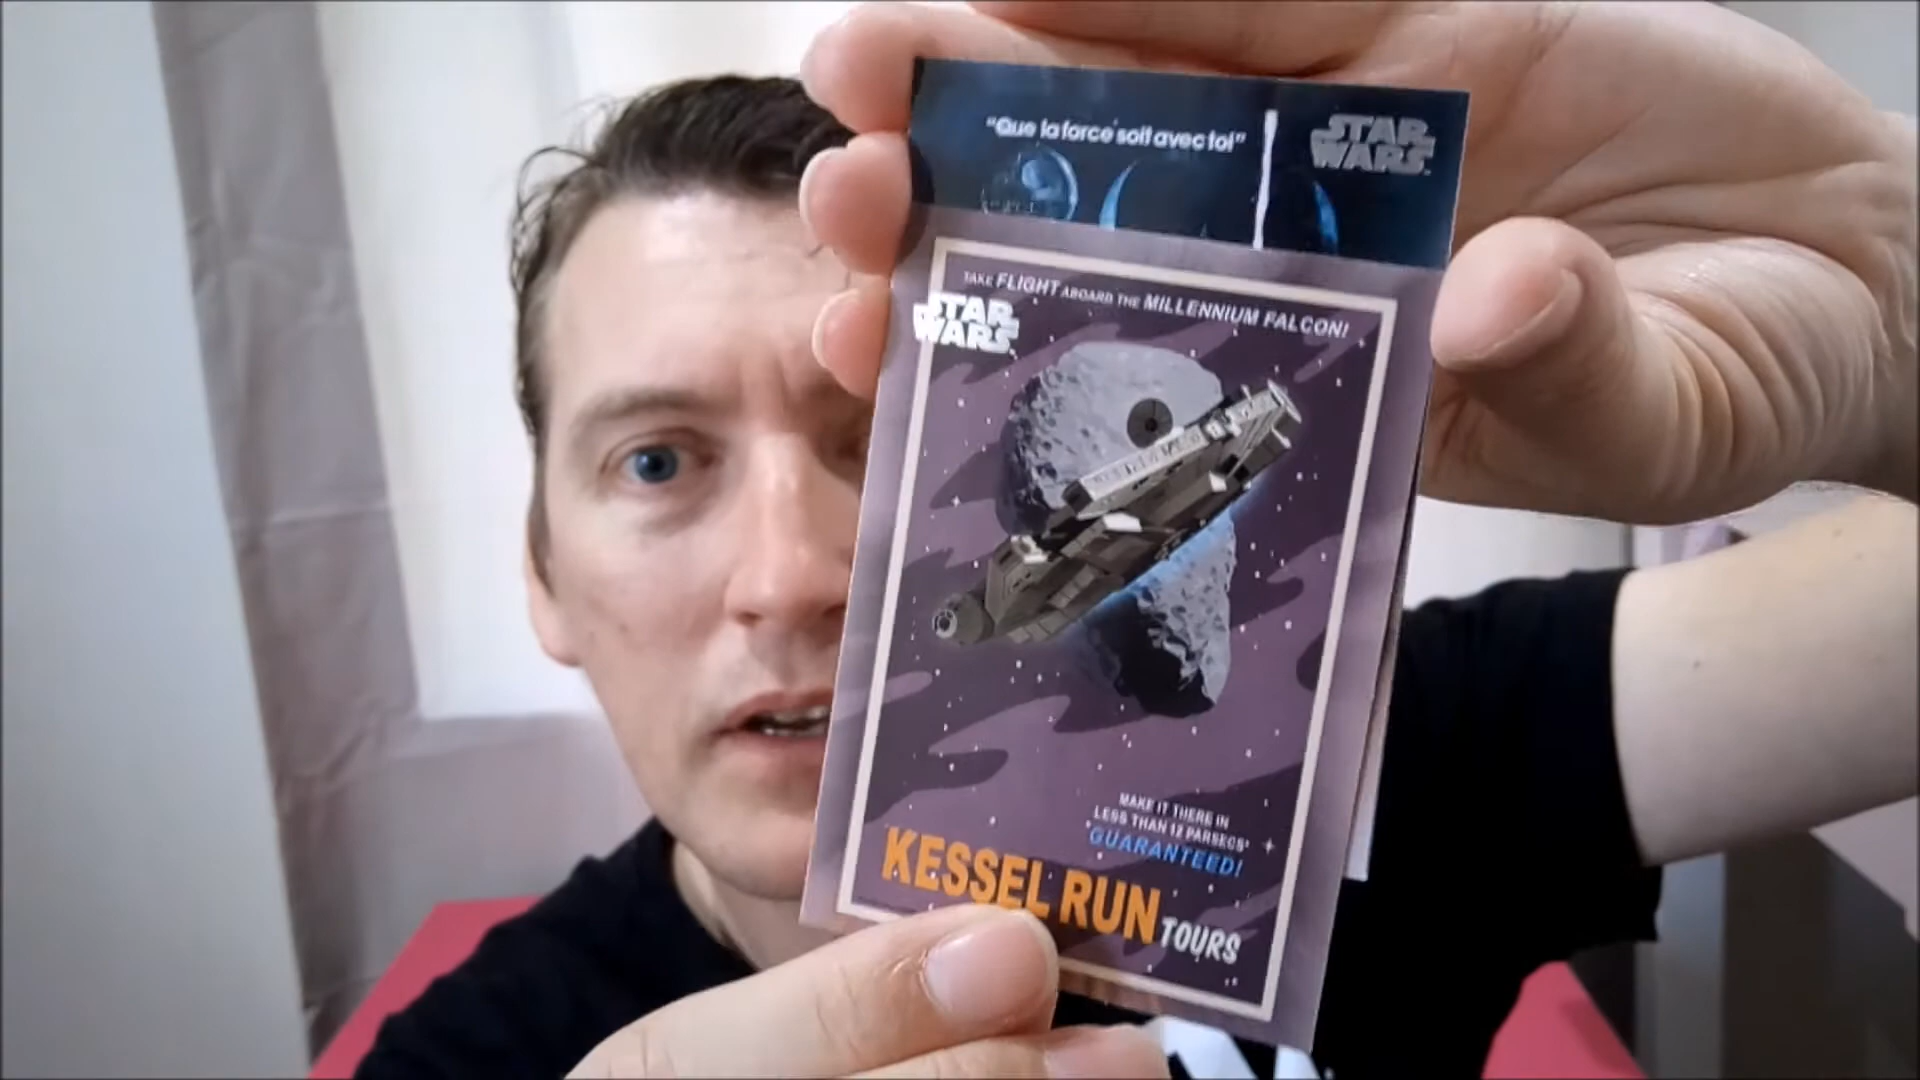 "Que la force soit avec toi"
STAR
WARS
TAKE FLIGHT ABOARD THE MILLENNIUM FALCON!
STAR
WARS
MAKE IT THERE IN
LESS THAN 12 PARSECS
GUARANTEED!
KESSEL RUN TOURS